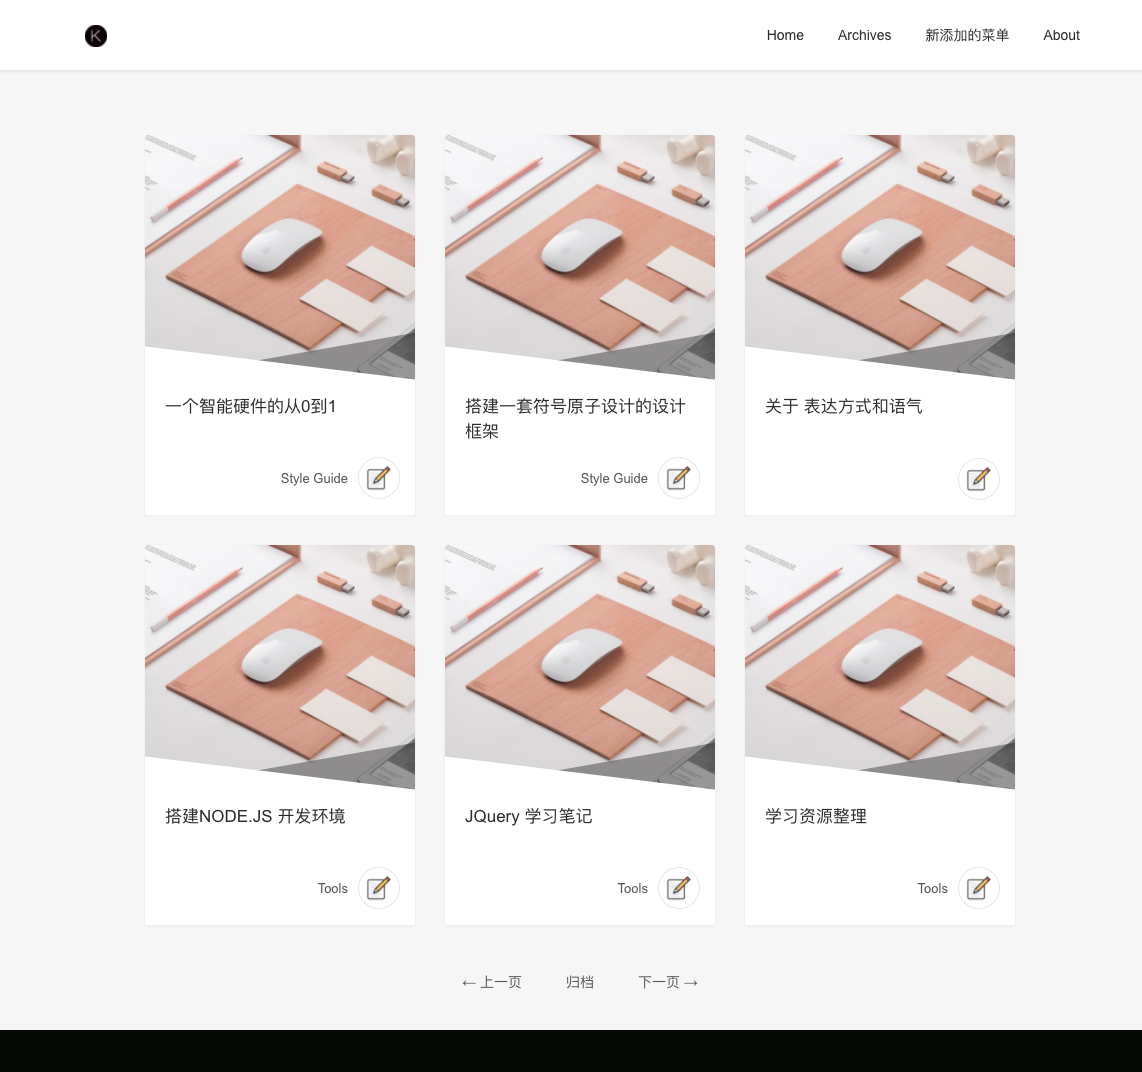 K
Home Archives 新添加的菜单 About
一个智能硬件的从0到1
Style Guide
搭建一套符号原子设计的设计
框架
Style Guide
关于 表达方式和语气
搭建NODE.JS 开发环境
Tools
JQuery 学习笔记
Tools
学习资源整理
Tools
← 上一页 归档 下一页 →